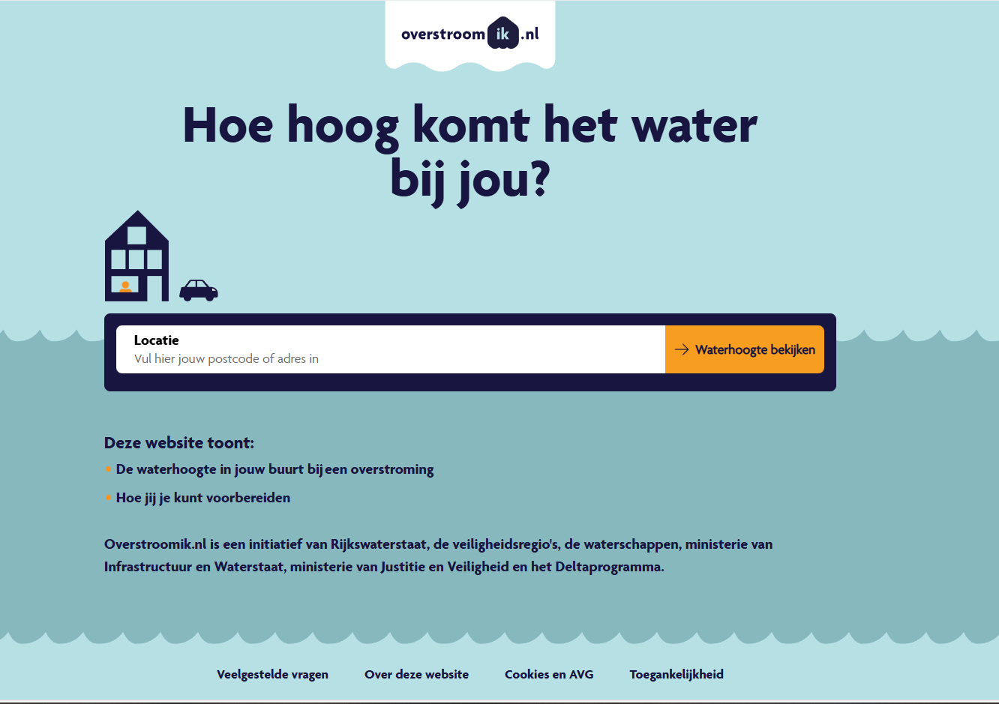 overstroomik.nl
Hoe hoog komt het water
bij jou?
Locatie
Vul hier jouw postcode of adres in
→ Waterhoogte bekijken
Deze website toont:
• De waterhoogte in jouw buurt bij een overstroming
• Hoe jij je kunt voorbereiden
Overstroomik.nl is een initiatief van Rijkswaterstaat, de veiligheidsregio's, de waterschappen, ministerie van
Infrastructuur en Waterstaat, ministerie van Justitie en Veiligheid en het Deltaprogramma.
Veelgestelde vragen Over deze website Cookies en AVG Toegankelijkheid